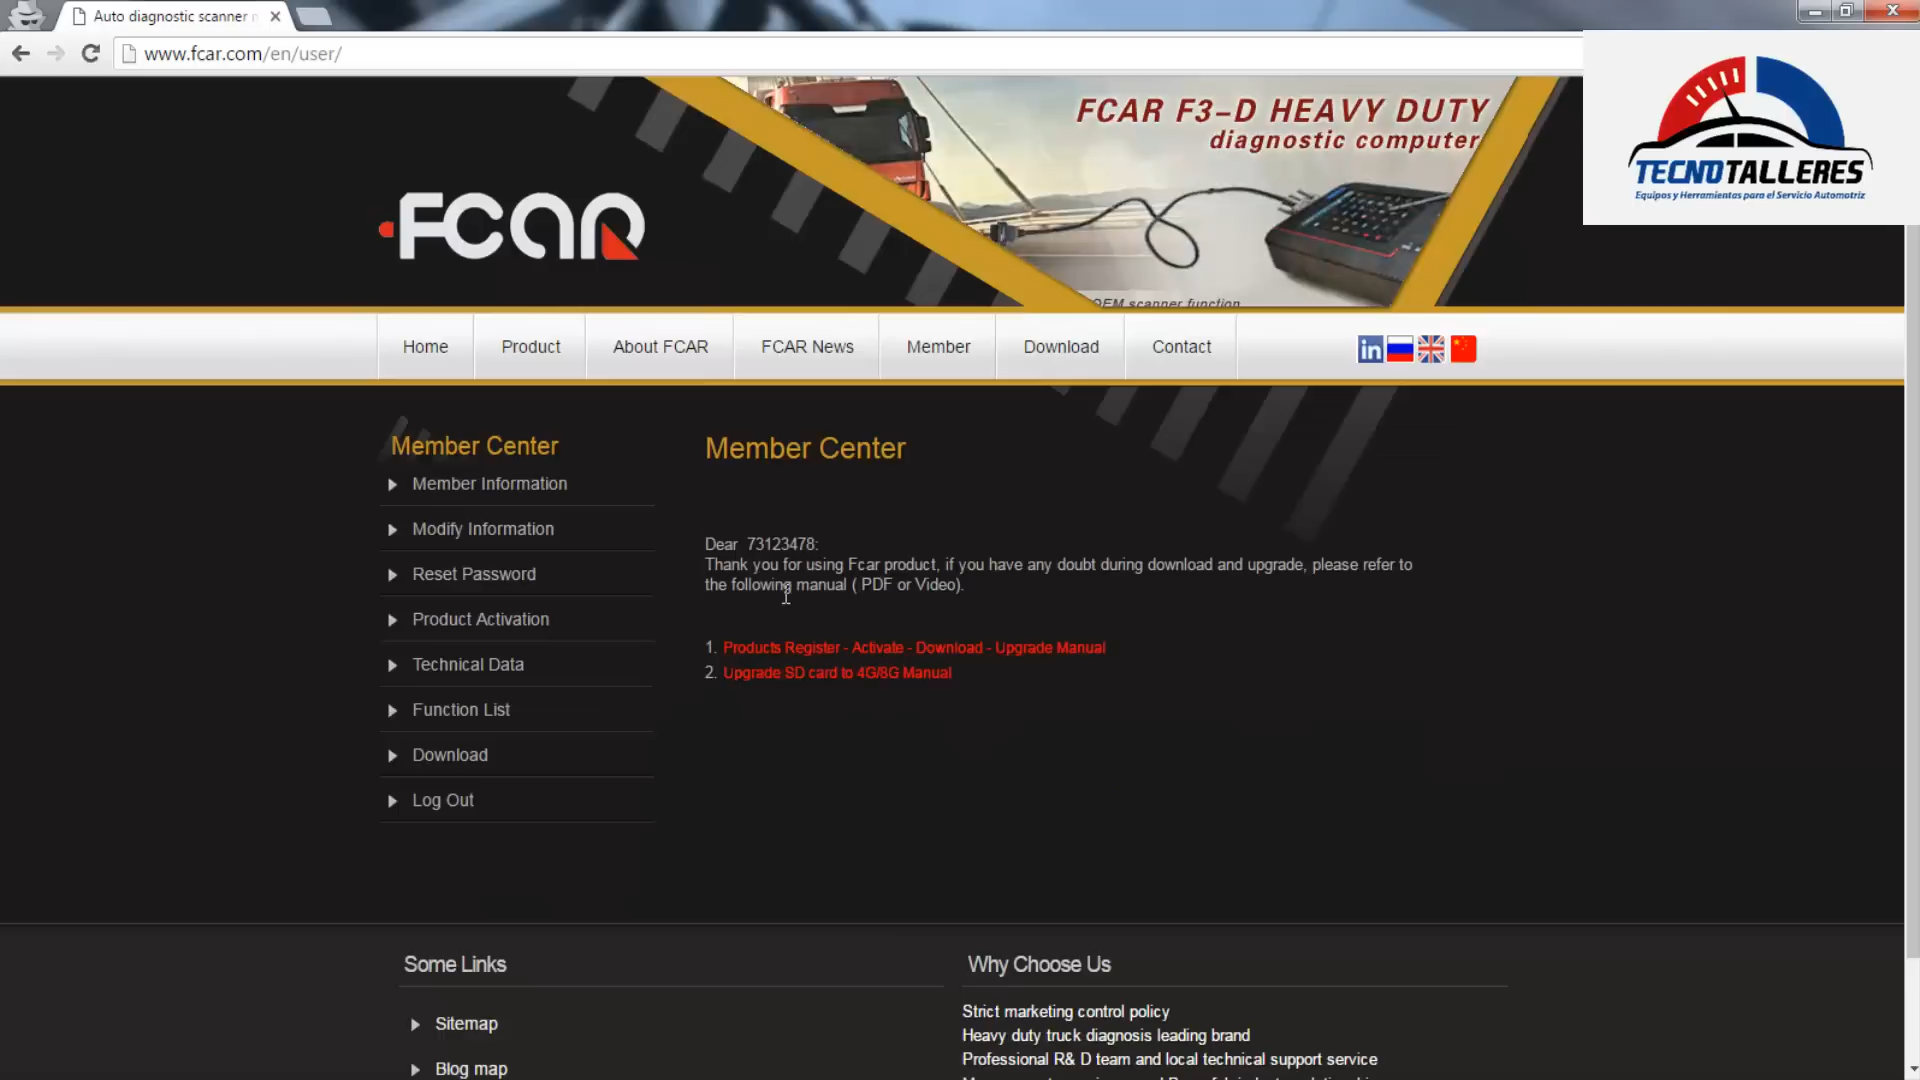 Auto diagnostic scanner
www.fcar.com/en/user/
FCAR F3-D HEAVY DUTY
diagnostic computer
TECNOTALLERES
Equipos y Herramientas para el Servicio Automotriz
FCAR
OEM scanner function
Home
Product
About FCAR
FCAR News
Member
Download
Contact
in
Member Center
Member Information
Modify Information
Reset Password
Product Activation
Technical Data
Function List
Download
Log Out
Member Center
Dear 73123478:
Thank you for using Fcar product, if you have any doubt during download and upgrade, please refer to
the following manual ( PDF or Video).
1. Products Register - Activate - Download - Upgrade Manual
2. Upgrade SD card to 4G/8G Manual
Some Links
Sitemap
Blog map
Why Choose Us
Strict marketing control policy
Heavy duty truck diagnosis leading brand
Professional R& D team and local technical support service